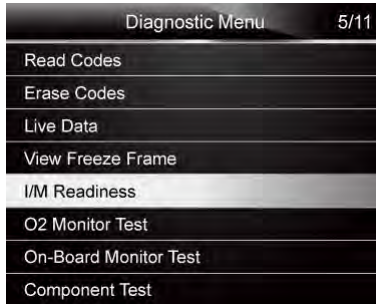 Diagnostic Menu 5/11
Read Codes
Erase Codes
Live Data
View Freeze Frame
I/M Readiness
O2 Monitor Test
On-Board Monitor Test
Component Test